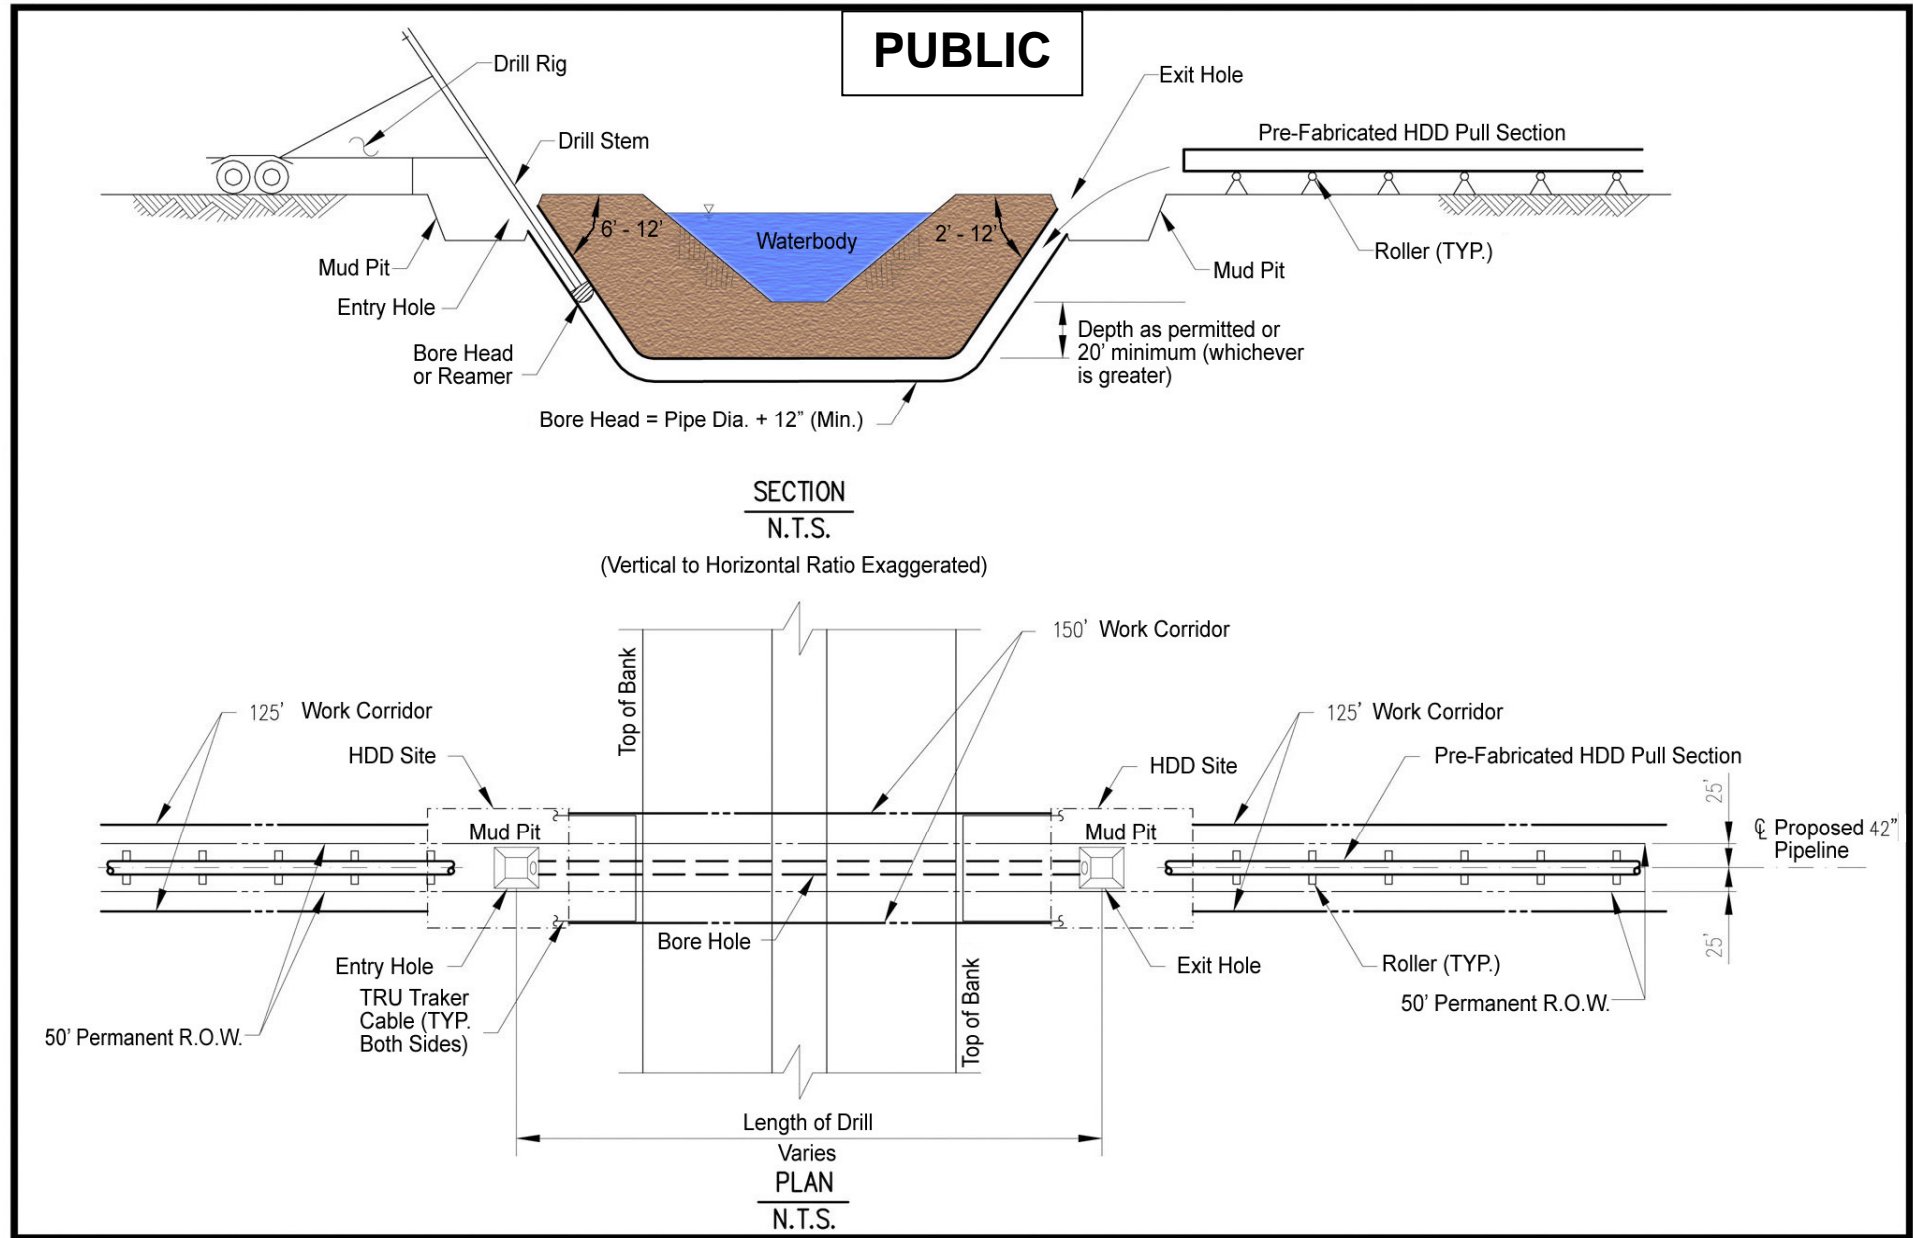 PUBLIC
Drill Rig
Exit Hole
Pre-Fabricated HDD Pull Section
Drill Stem
6' - 12'
Waterbody
2' - 12'
Roller (TYP.)
Mud Pit
Mud Pit
Entry Hole
Depth as permitted or
20' minimum (whichever
is greater)
Bore Head
or Reamer
Bore Head = Pipe Dia. + 12" (Min.)
SECTION
N.T.S.
(Vertical to Horizontal Ratio Exaggerated)
150' Work Corridor
Top of Bank
125' Work Corridor
125' Work Corridor
HDD Site
HDD Site
Pre-Fabricated HDD Pull Section
25'
Mud Pit
Mud Pit
℄ Proposed 42"
Pipeline
Bore Hole
25'
Entry Hole
Exit Hole
Roller (TYP.)
TRU Traker
Cable (TYP.
Both Sides)
Top of Bank
50' Permanent R.O.W.
50' Permanent R.O.W.
Length of Drill
Varies
PLAN
N.T.S.